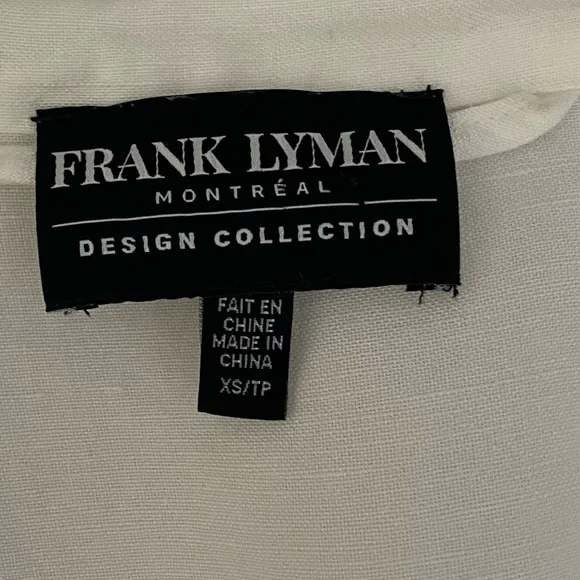 FRANK LYMAN
MONTRÉAL
DESIGN COLLECTION
FAIT EN
CHINE
MADE IN
CHINA
XS/TP